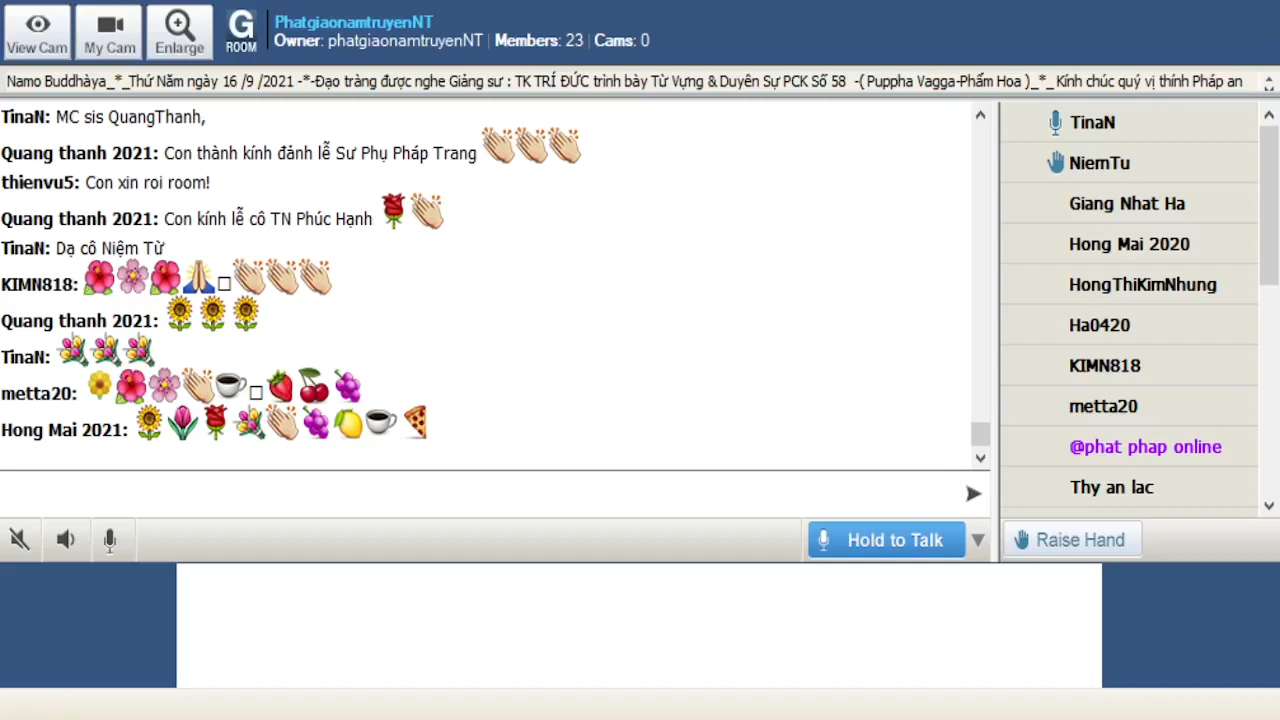 View Cam
My Cam
Enlarge
G
ROOM
PhatgiaonamtruyenNT
Owner: phatgiaonamtruyenNT | Members: 23 | Cams: 0
Namo Buddhàya_*_Thứ Năm ngày 16 /9 /2021 -*-Đạo tràng được nghe Giảng sư : TK TRÍ ĐỨC trình bày Từ Vựng & Duyên Sự PCK Số 58 -( Puppha Vagga-Phẩm Hoa )_*_ Kính chúc quý vị thính Pháp an
TinaN: MC sis QuangThanh,
Quang thanh 2021: Con thành kính đảnh lễ Sư Phụ Pháp Trang
thienvu5: Con xin roi room!
Quang thanh 2021: Con kính lễ cô TN Phúc Hạnh
TinaN: Dạ cô Niệm Từ
KIMN818:
Quang thanh 2021:
TinaN:
metta20:
Hong Mai 2021:
TinaN
NiemTu
Giang Nhat Ha
Hong Mai 2020
HongThiKimNhung
Ha0420
KIMN818
metta20
@phat phap online
Thy an lac
Hold to Talk
Raise Hand